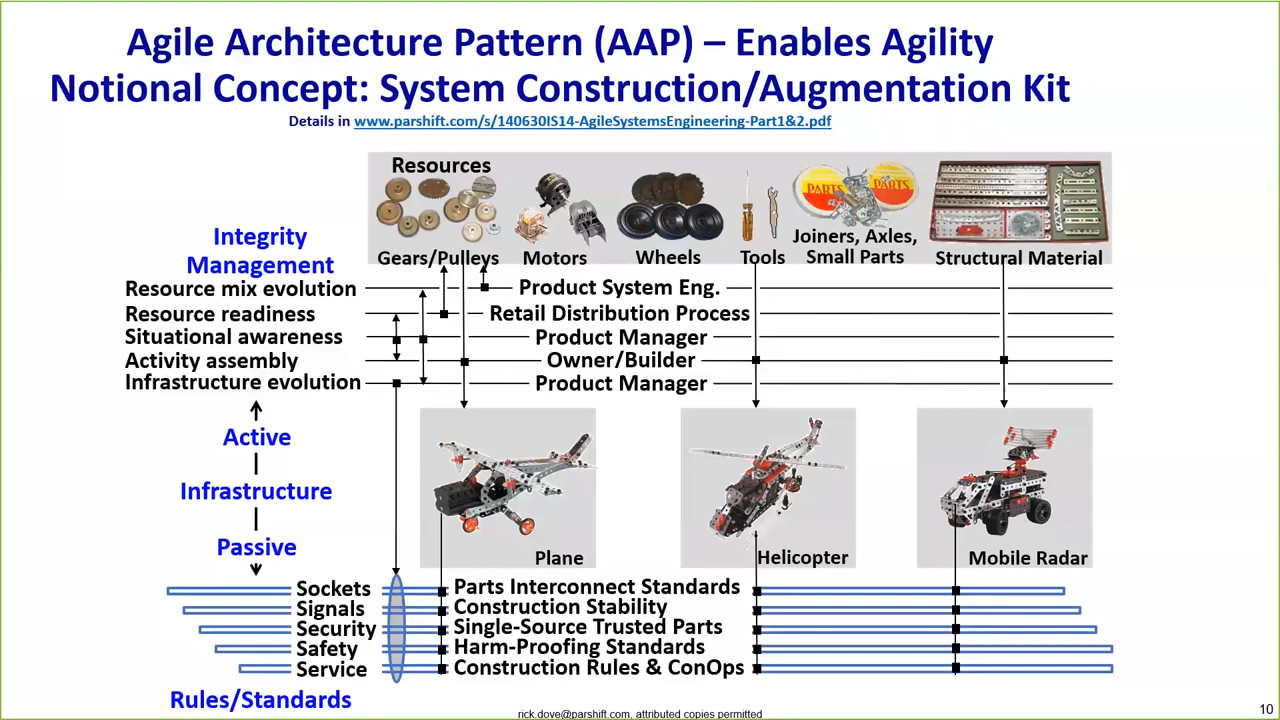 Agile Architecture Pattern (AAP) – Enables Agility
Notional Concept: System Construction/Augmentation Kit
Details in www.parshift.com/s/140630IS14-AgileSystemsEngineering-Part1&2.pdf
Resources
PARTS PARTS
Gears/Pulleys
Motors
Wheels
Tools
Joiners, Axles,
Small Parts
Structural Material
Integrity
Management
Resource mix evolution
Product System Eng.
Resource readiness
Retail Distribution Process
Situational awareness
Product Manager
Activity assembly
Owner/Builder
Infrastructure evolution
Product Manager
Active
Infrastructure
Passive
Plane
Helicopter
Mobile Radar
Sockets
Parts Interconnect Standards
Signals
Construction Stability
Security
Single-Source Trusted Parts
Safety
Harm-Proofing Standards
Service
Construction Rules & ConOps
Rules/Standards
rick.dove@parshift.com, attributed copies permitted
10